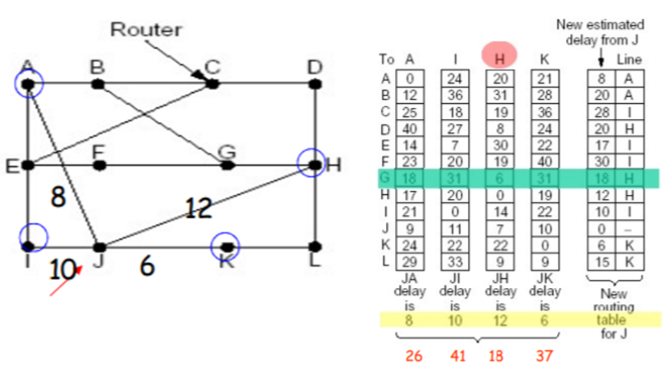 Router
A B C D
E F G H
8
12
I J K L
10 6
New estimated
delay from J
To A I H K Line
A 0 24 20 21 8 A
B 12 36 31 28 20 A
C 25 18 19 36 28 I
D 40 27 8 24 20 H
E 14 7 30 22 17 I
F 23 20 19 40 30 I
G 18 31 6 31 18 H
H 17 20 0 19 12 H
I 21 0 14 22 10 I
J 9 11 7 10 0 –
K 24 22 22 0 6 K
L 29 33 9 9 15 K
JA JI JH JK
delay delay delay delay New
is is is is routing
8 10 12 6 table
for J
26 41 18 37